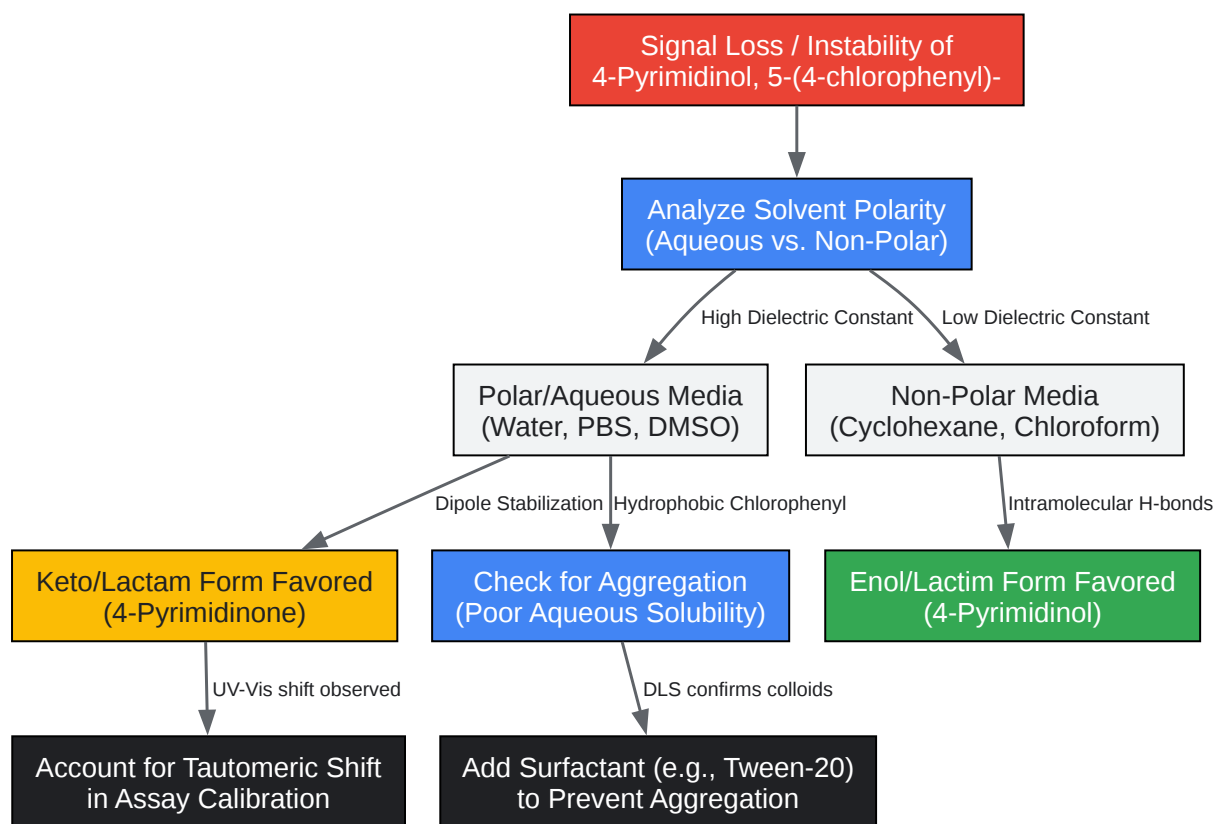 Signal Loss / Instability of
4-Pyrimidinol, 5-(4-chlorophenyl)-
Analyze Solvent Polarity
(Aqueous vs. Non-Polar)
High Dielectric Constant
Low Dielectric Constant
Polar/Aqueous Media
(Water, PBS, DMSO)
Non-Polar Media
(Cyclohexane, Chloroform)
Dipole Stabilization
Hydrophobic Chlorophenyl
Intramolecular H-bonds
Keto/Lactam Form Favored
(4-Pyrimidinone)
Check for Aggregation
(Poor Aqueous Solubility)
Enol/Lactim Form Favored
(4-Pyrimidinol)
UV-Vis shift observed
DLS confirms colloids
Account for Tautomeric Shift
in Assay Calibration
Add Surfactant (e.g., Tween-20)
to Prevent Aggregation